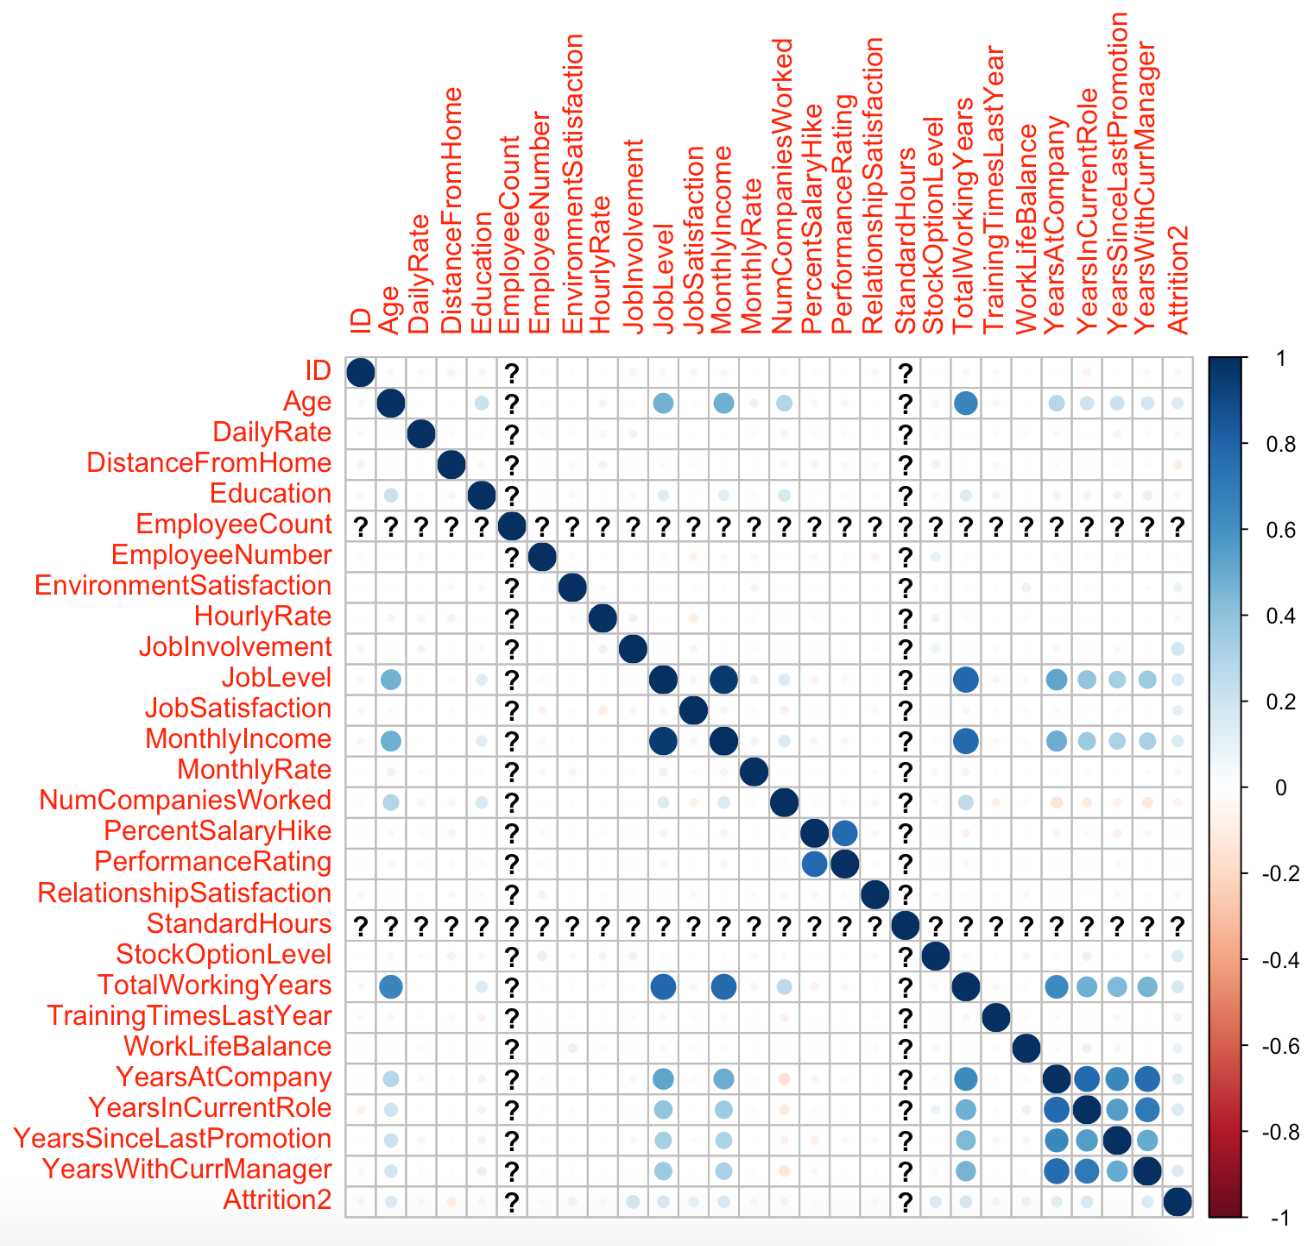 ID
Age
DailyRate
DistanceFromHome
Education
EmployeeCount
EmployeeNumber
EnvironmentSatisfaction
HourlyRate
JobInvolvement
JobLevel
JobSatisfaction
MonthlyIncome
MonthlyRate
NumCompaniesWorked
PercentSalaryHike
PerformanceRating
RelationshipSatisfaction
StandardHours
StockOptionLevel
TotalWorkingYears
TrainingTimesLastYear
WorkLifeBalance
YearsAtCompany
YearsInCurrentRole
YearsSinceLastPromotion
YearsWithCurrManager
Attrition2
ID ? ?
Age ? ?
DailyRate ? ?
DistanceFromHome ? ?
Education ? ?
EmployeeCount ? ? ? ? ? ? ? ? ? ? ? ? ? ? ? ? ? ? ? ? ? ? ? ? ? ? ?
EmployeeNumber ? ?
EnvironmentSatisfaction ? ?
HourlyRate ? ?
JobInvolvement ? ?
JobLevel ? ?
JobSatisfaction ? ?
MonthlyIncome ? ?
MonthlyRate ? ?
NumCompaniesWorked ? ?
PercentSalaryHike ? ?
PerformanceRating ? ?
RelationshipSatisfaction ? ?
StandardHours ? ? ? ? ? ? ? ? ? ? ? ? ? ? ? ? ? ? ? ? ? ? ? ? ? ? ?
StockOptionLevel ? ?
TotalWorkingYears ? ?
TrainingTimesLastYear ? ?
WorkLifeBalance ? ?
YearsAtCompany ? ?
YearsInCurrentRole ? ?
YearsSinceLastPromotion ? ?
YearsWithCurrManager ? ?
Attrition2 ? ?
1
0.8
0.6
0.4
0.2
0
-0.2
-0.4
-0.6
-0.8
-1